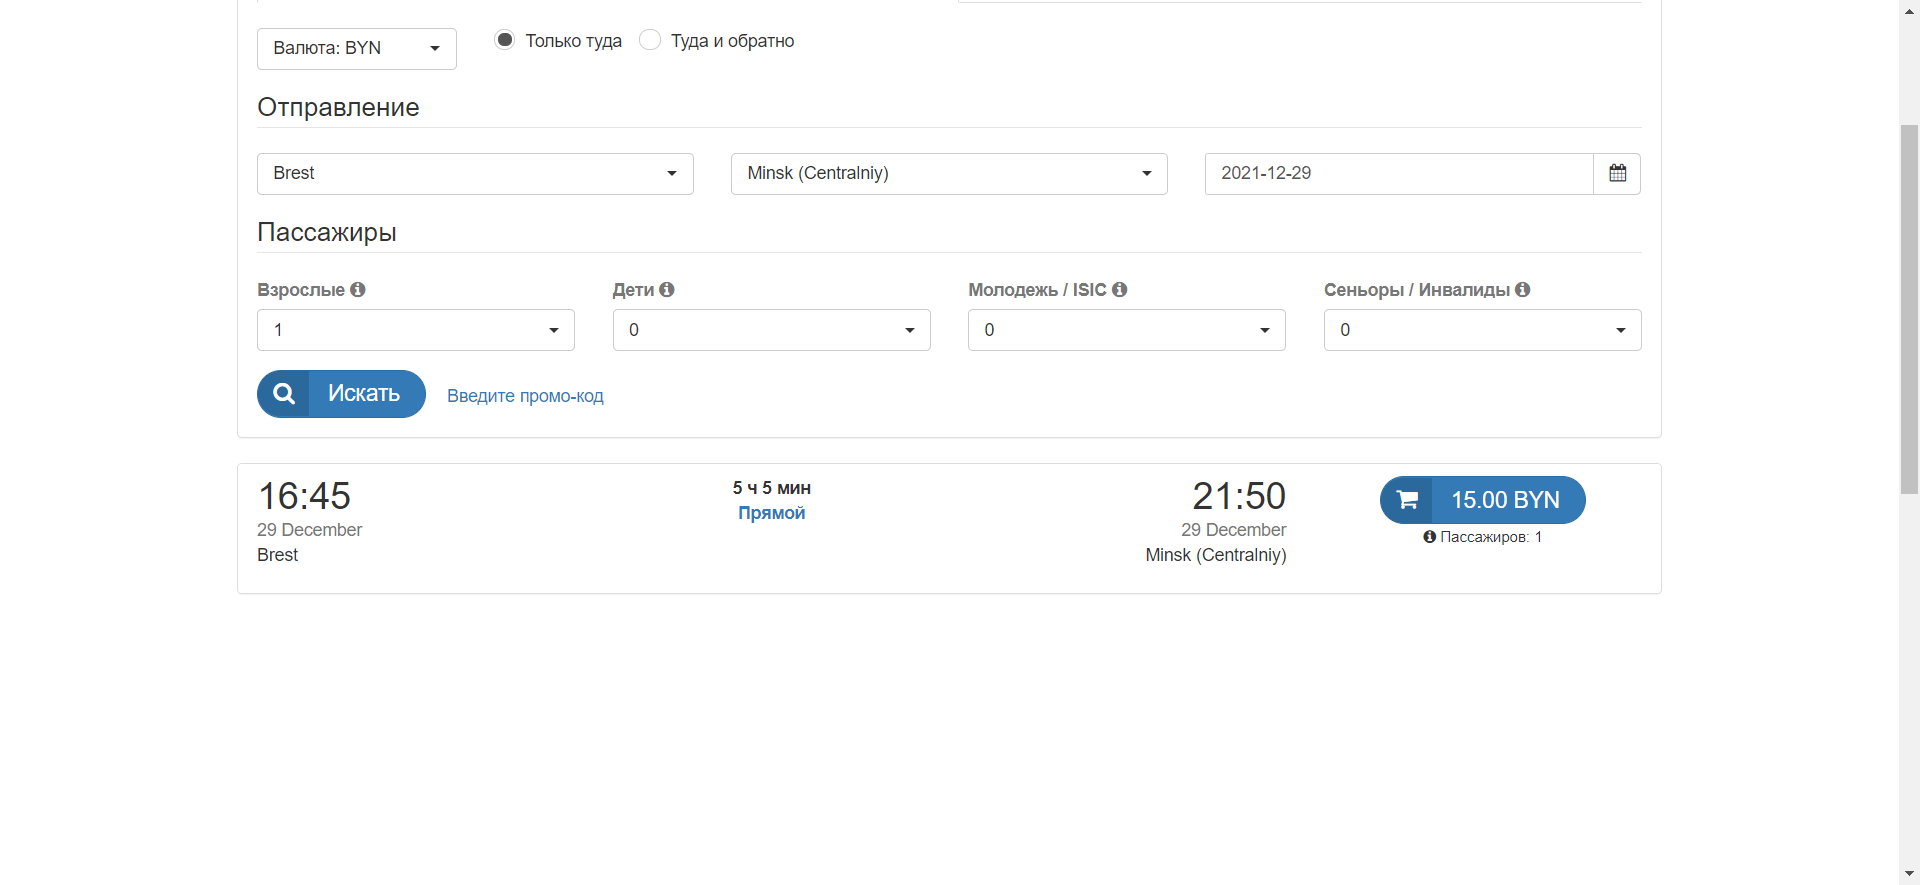 Валюта: BYN
Только туда
Туда и обратно
Отправление
Brest
Minsk (Centralniy)
2021-12-29
Пассажиры
Взрослые
Дети
Молодежь / ISIC
Сеньоры / Инвалиды
1
0
0
0
Искать
Введите промо-код
16:45
5 ч 5 мин
21:50
15.00 BYN
Прямой
29 December
29 December
Пассажиров: 1
Brest
Minsk (Centralniy)